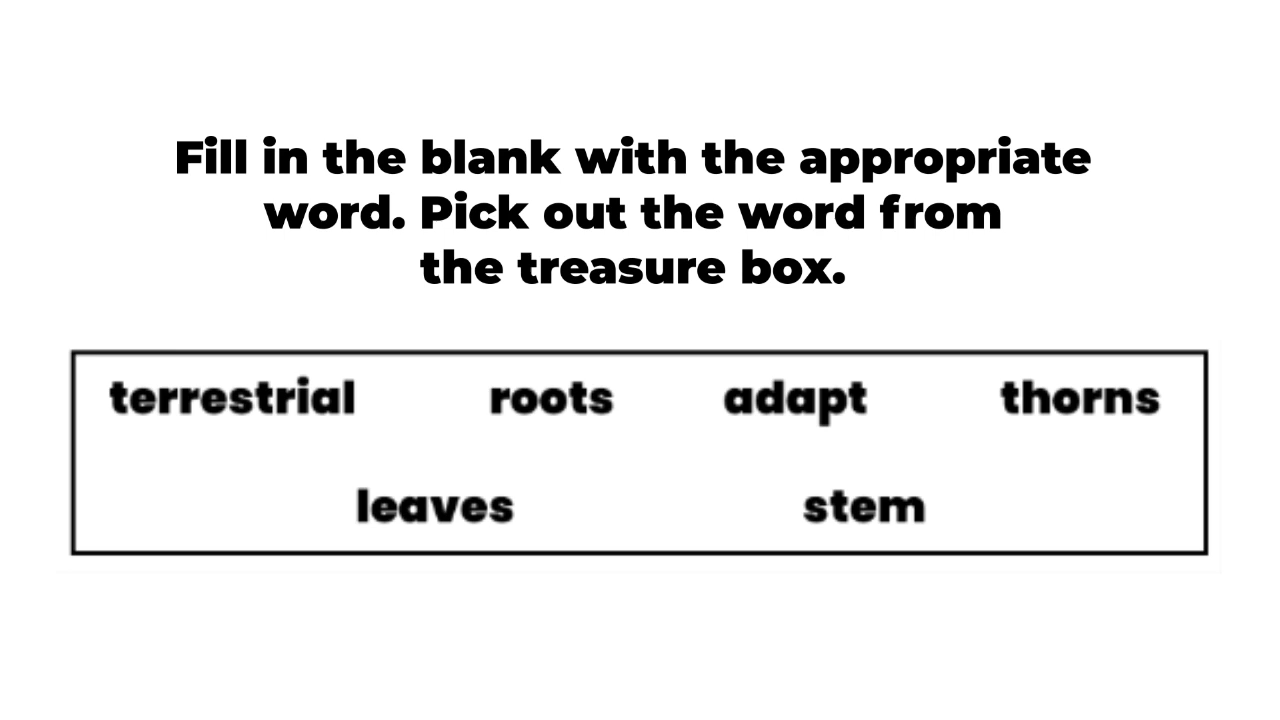 Fill in the blank with the appropriate
word. Pick out the word from
the treasure box.
terrestrial roots adapt thorns
leaves stem